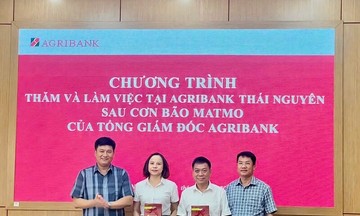 AGRIBANK
CHƯƠNG TRÌNH
THĂM VÀ LÀM VIỆC TẠI AGRIBANK THÁI NGUYÊN
SAU CƠN BÃO MATMO
CỦA TỔNG GIÁM ĐỐC AGRIBANK